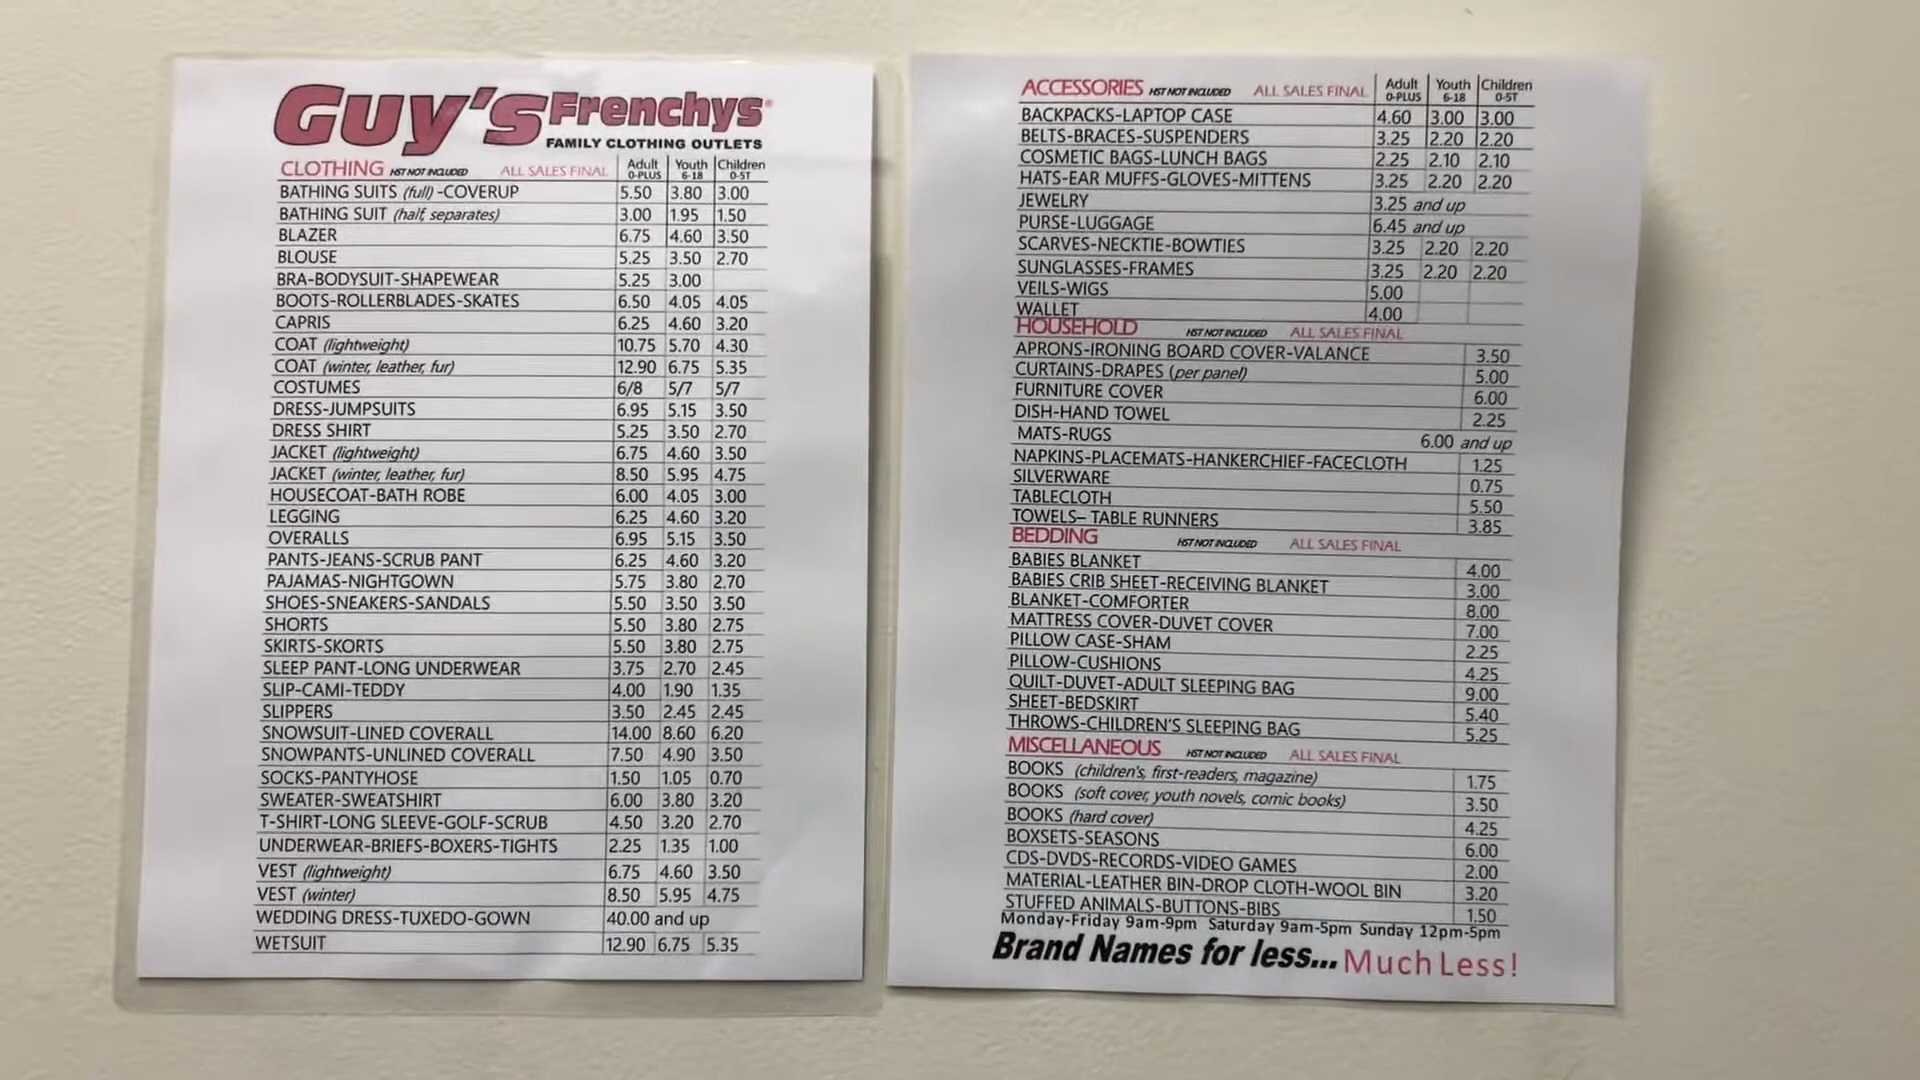 Guy's Frenchys
FAMILY CLOTHING OUTLETS
CLOTHING HST NOT INCLUDED ALL SALES FINAL Adult 0-PLUS Youth 6-18 Children 0-5T
BATHING SUITS (full) -COVERUP 5.50 3.80 3.00
BATHING SUIT (half, separates) 3.00 1.95 1.50
BLAZER 6.75 4.60 3.50
BLOUSE 5.25 3.50 2.70
BRA-BODYSUIT-SHAPEWEAR 5.25 3.00
BOOTS-ROLLERBLADES-SKATES 6.50 4.05 4.05
CAPRIS 6.25 4.60 3.20
COAT (lightweight) 10.75 5.70 4.30
COAT (winter, leather, fur) 12.90 6.75 5.35
COSTUMES 6/8 5/7 5/7
DRESS-JUMPSUITS 6.95 5.15 3.50
DRESS SHIRT 5.25 3.50 2.70
JACKET (lightweight) 6.75 4.60 3.50
JACKET (winter, leather, fur) 8.50 5.95 4.75
HOUSECOAT-BATH ROBE 6.00 4.05 3.00
LEGGING 6.25 4.60 3.20
OVERALLS 6.95 5.15 3.50
PANTS-JEANS-SCRUB PANT 6.25 4.60 3.20
PAJAMAS-NIGHTGOWN 5.75 3.80 2.70
SHOES-SNEAKERS-SANDALS 5.50 3.50 3.50
SHORTS 5.50 3.80 2.75
SKIRTS-SKORTS 5.50 3.80 2.75
SLEEP PANT-LONG UNDERWEAR 3.75 2.70 2.45
SLIP-CAMI-TEDDY 4.00 1.90 1.35
SLIPPERS 3.50 2.45 2.45
SNOWSUIT-LINED COVERALL 14.00 8.60 6.20
SNOWPANTS-UNLINED COVERALL 7.50 4.90 3.50
SOCKS-PANTYHOSE 1.50 1.05 0.70
SWEATER-SWEATSHIRT 6.00 3.80 3.20
T-SHIRT-LONG SLEEVE-GOLF-SCRUB 4.50 3.20 2.70
UNDERWEAR-BRIEFS-BOXERS-TIGHTS 2.25 1.35 1.00
VEST (lightweight) 6.75 4.60 3.50
VEST (winter) 8.50 5.95 4.75
WEDDING DRESS-TUXEDO-GOWN 40.00 and up
WETSUIT 12.90 6.75 5.35
ACCESSORIES HST NOT INCLUDED ALL SALES FINAL Adult 0-PLUS Youth 6-18 Children 0-5T
BACKPACKS-LAPTOP CASE 4.60 3.00 3.00
BELTS-BRACES-SUSPENDERS 3.25 2.20 2.20
COSMETIC BAGS-LUNCH BAGS 2.25 2.10 2.10
HATS-EAR MUFFS-GLOVES-MITTENS 3.25 2.20 2.20
JEWELRY 3.25 and up
PURSE-LUGGAGE 6.45 and up
SCARVES-NECKTIE-BOWTIES 3.25 2.20 2.20
SUNGLASSES-FRAMES 3.25 2.20 2.20
VEILS-WIGS 5.00
WALLET 4.00
HOUSEHOLD HST NOT INCLUDED ALL SALES FINAL
APRONS-IRONING BOARD COVER-VALANCE 3.50
CURTAINS-DRAPES (per panel) 5.00
FURNITURE COVER 6.00
DISH-HAND TOWEL 2.25
MATS-RUGS 6.00 and up
NAPKINS-PLACEMATS-HANKERCHIEF-FACECLOTH 1.25
SILVERWARE 0.75
TABLECLOTH 5.50
TOWELS– TABLE RUNNERS 3.85
BEDDING HST NOT INCLUDED ALL SALES FINAL
BABIES BLANKET 4.00
BABIES CRIB SHEET-RECEIVING BLANKET 3.00
BLANKET-COMFORTER 8.00
MATTRESS COVER-DUVET COVER 7.00
PILLOW CASE-SHAM 2.25
PILLOW-CUSHIONS 4.25
QUILT-DUVET-ADULT SLEEPING BAG 9.00
SHEET-BEDSKIRT 5.40
THROWS-CHILDREN'S SLEEPING BAG 5.25
MISCELLANEOUS HST NOT INCLUDED ALL SALES FINAL
BOOKS (children's, first-readers, magazine) 1.75
BOOKS (soft cover, youth novels, comic books) 3.50
BOOKS (hard cover) 4.25
BOXSETS-SEASONS 6.00
CDS-DVDS-RECORDS-VIDEO GAMES 2.00
MATERIAL-LEATHER BIN-DROP CLOTH-WOOL BIN 3.20
STUFFED ANIMALS-BUTTONS-BIBS 1.50
Monday-Friday 9am-9pm Saturday 9am-5pm Sunday 12pm-5pm
Brand Names for less... Much Less!